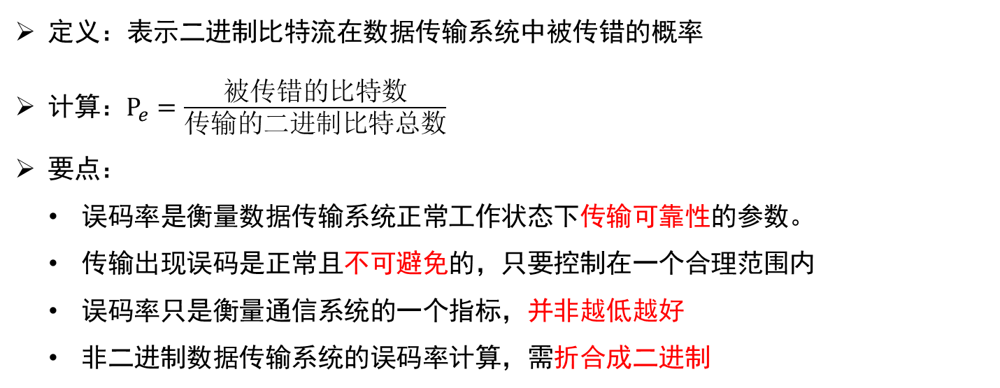 ➢ 定义：表示二进制比特流在数据传输系统中被传错的概率
➢ 计算：Pₑ = 被传错的比特数 / 传输的二进制比特总数
➢ 要点：
• 误码率是衡量数据传输系统正常工作状态下传输可靠性的参数。
• 传输出现误码是正常且不可避免的，只要控制在一个合理范围内
• 误码率只是衡量通信系统的一个指标，并非越低越好
• 非二进制数据传输系统的误码率计算，需折合成二进制